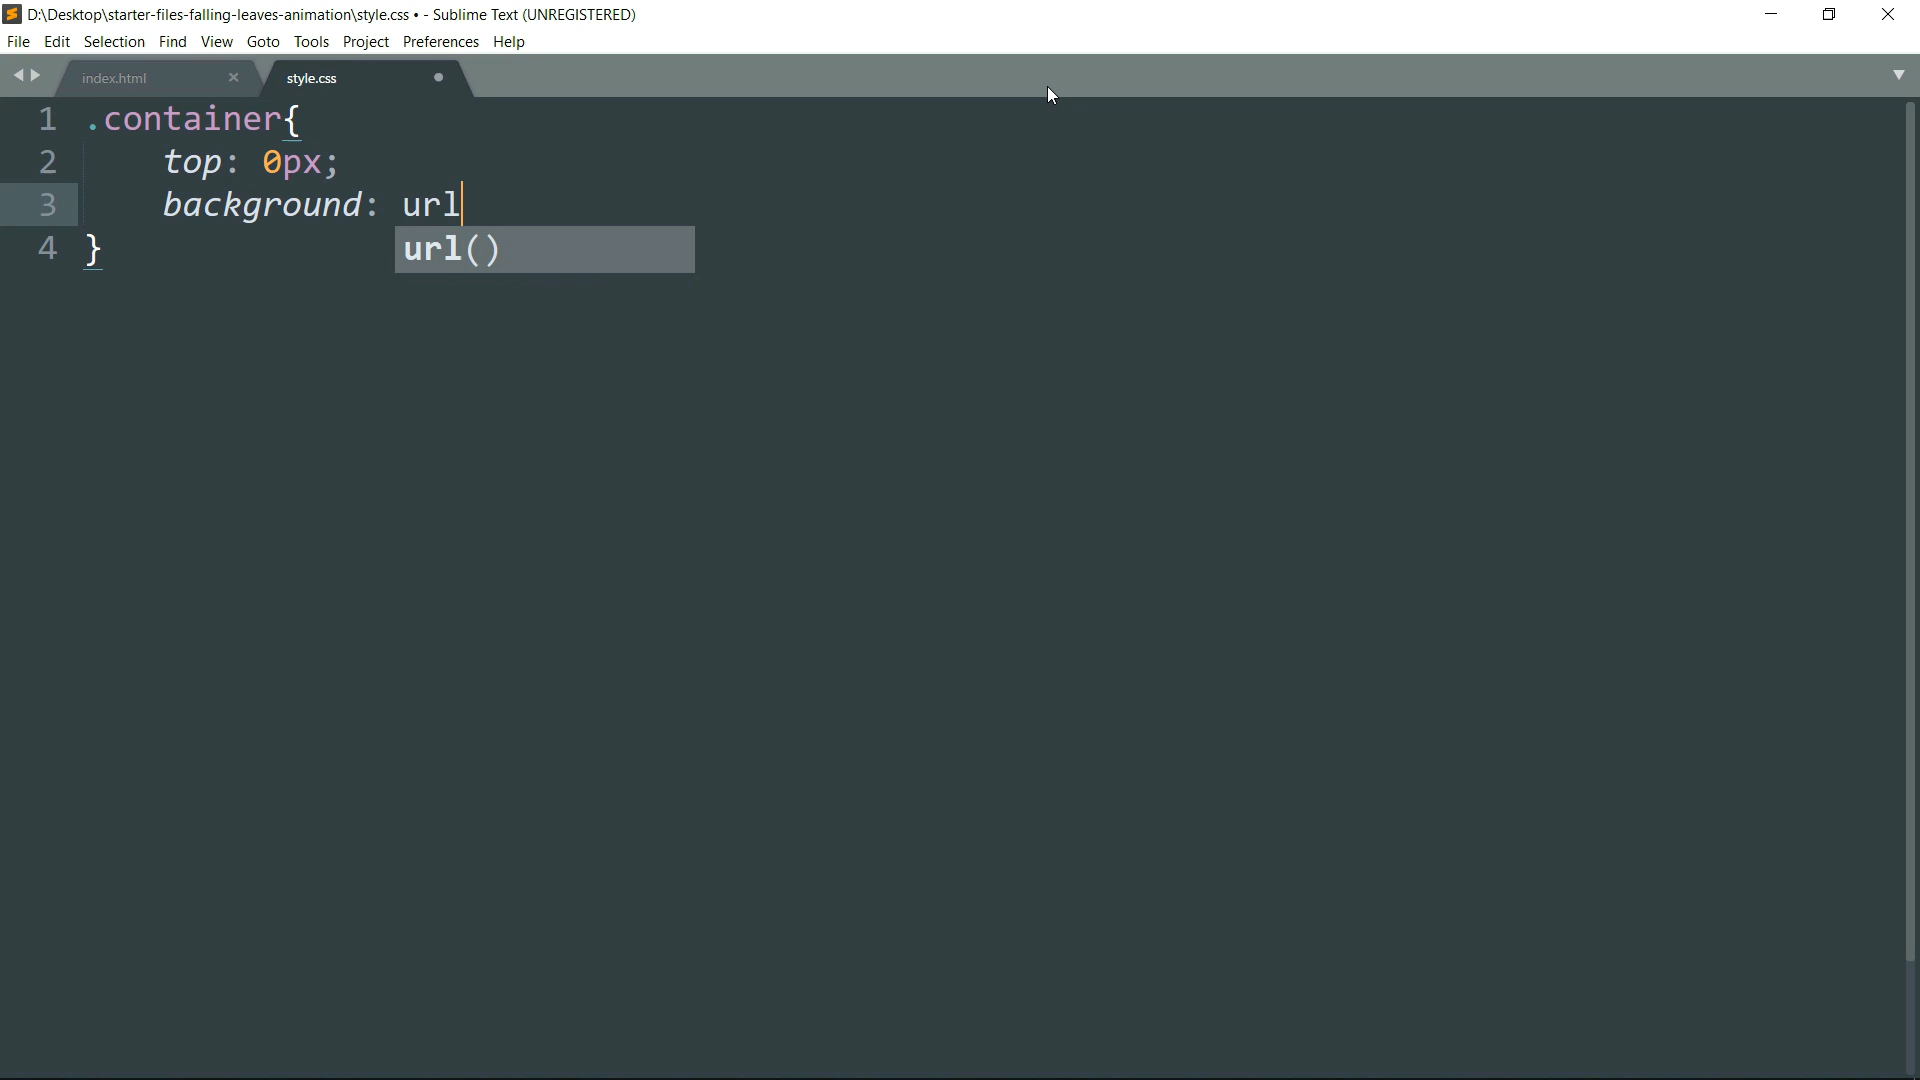 D:\Desktop\starter-files-falling-leaves-animation\style.css • - Sublime Text (UNREGISTERED)
File Edit Selection Find View Goto Tools Project Preferences Help
index.html style.css
1 .container{
2 top: 0px;
3 background: url
4 }
url()